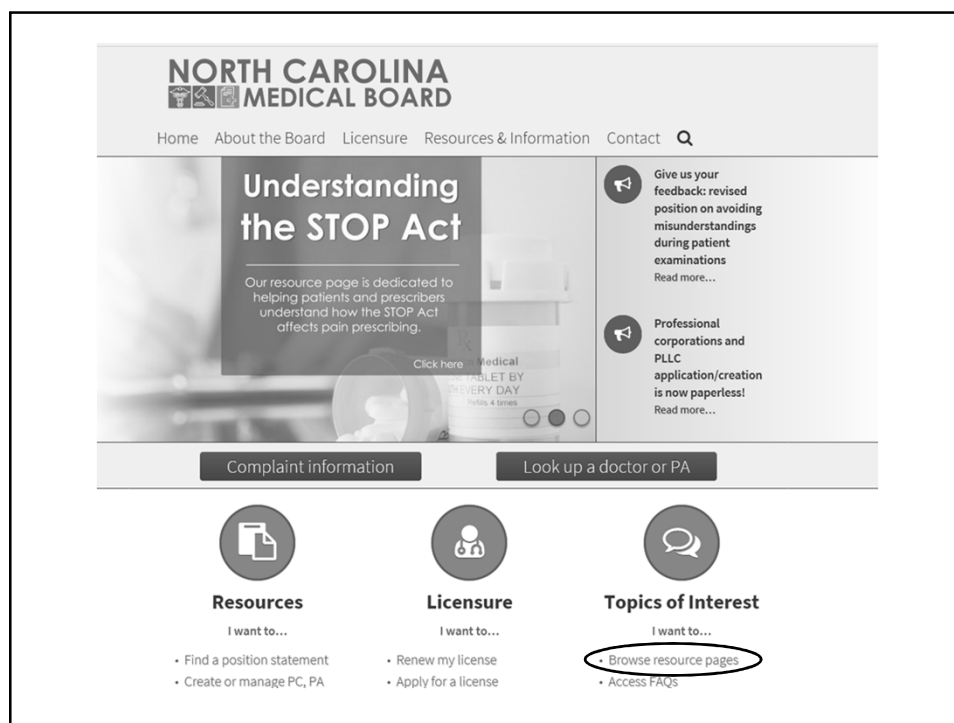 NORTH CAROLINA
MEDICAL BOARD
Home About the Board Licensure Resources & Information Contact
Understanding
the STOP Act
Our resource page is dedicated to
helping patients and prescribers
understand how the STOP Act
affects pain prescribing.
Click here
Medical
TABLET BY
EVERY DAY
Refills 4 times
Give us your
feedback: revised
position on avoiding
misunderstandings
during patient
examinations
Read more...
Professional
corporations and
PLLC
application/creation
is now paperless!
Read more...
Complaint information
Look up a doctor or PA
Resources
I want to...
• Find a position statement
• Create or manage PC, PA
Licensure
I want to...
• Renew my license
• Apply for a license
Topics of Interest
I want to...
• Browse resource pages
• Access FAQs